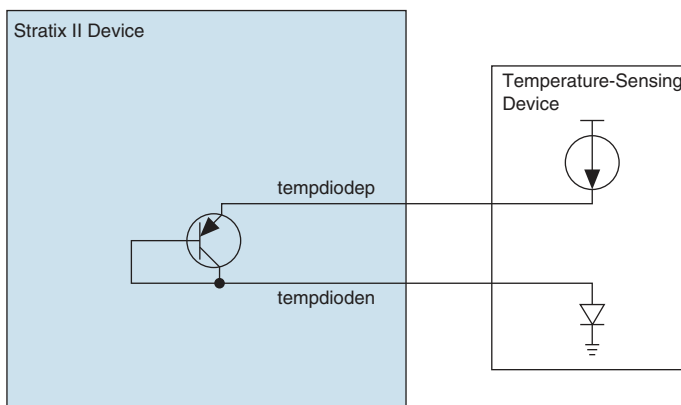 Stratix II Device
Temperature-Sensing
Device
tempdiodep
tempdioden